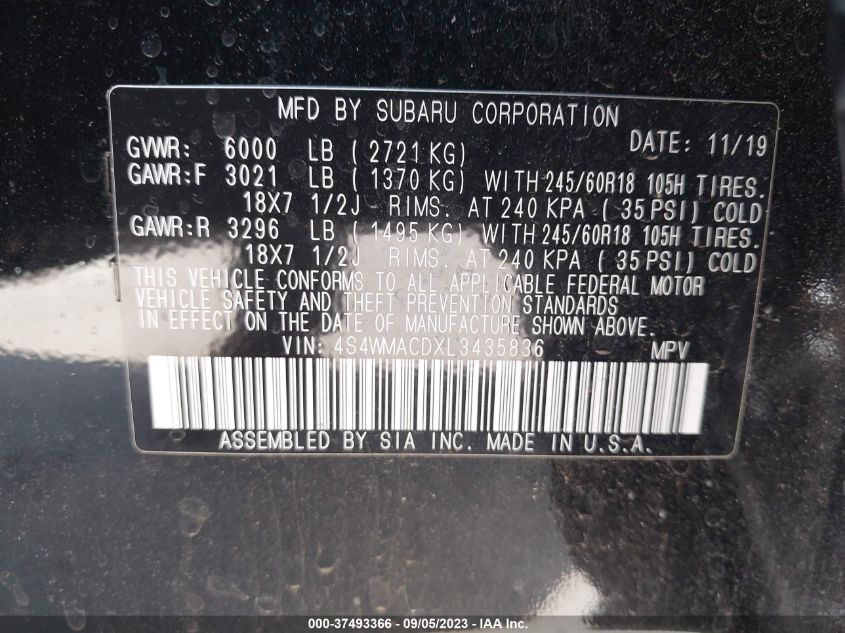 MFD BY SUBARU CORPORATION
DATE: 11/19
GVWR: 6000 LB ( 2721 KG)
GAWR:F 3021 LB ( 1370 KG) WITH 245/60R18 105H TIRES.
18X7 1/2J RIMS. AT 240 KPA ( 35 PSI) COLD
GAWR:R 3296 LB ( 1495 KG) WITH 245/60R18 105H TIRES.
18X7 1/2J RIMS. AT 240 KPA ( 35 PSI) COLD
THIS VEHICLE CONFORMS TO ALL APPLICABLE FEDERAL MOTOR
VEHICLE SAFETY AND THEFT PREVENTION STANDARDS
IN EFFECT ON THE DATE OF MANUFACTURE SHOWN ABOVE.
VIN: 4S4WMACDXL3435836 MPV
ASSEMBLED BY SIA INC. MADE IN U.S.A.
000-37493366 - 09/05/2023 - IAA Inc.